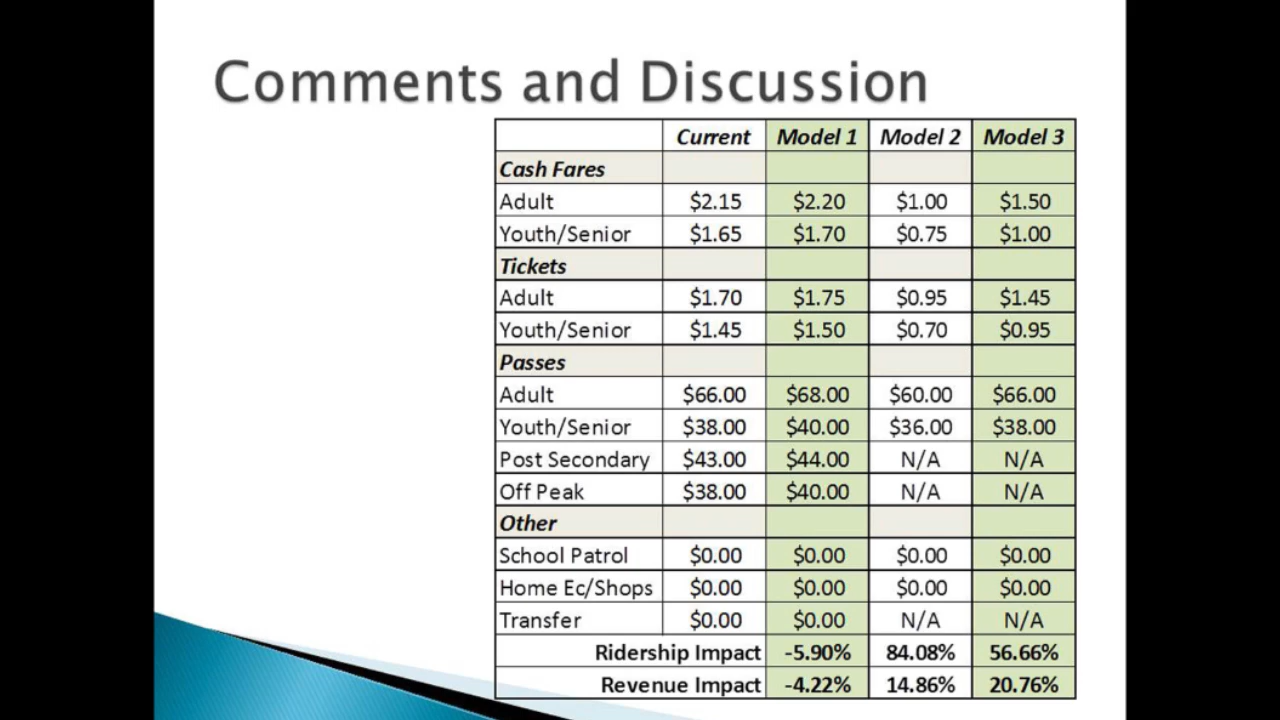 Comments and Discussion
Current Model 1 Model 2 Model 3
Cash Fares
Adult $2.15 $2.20 $1.00 $1.50
Youth/Senior $1.65 $1.70 $0.75 $1.00
Tickets
Adult $1.70 $1.75 $0.95 $1.45
Youth/Senior $1.45 $1.50 $0.70 $0.95
Passes
Adult $66.00 $68.00 $60.00 $66.00
Youth/Senior $38.00 $40.00 $36.00 $38.00
Post Secondary $43.00 $44.00 N/A N/A
Off Peak $38.00 $40.00 N/A N/A
Other
School Patrol $0.00 $0.00 $0.00 $0.00
Home Ec/Shops $0.00 $0.00 $0.00 $0.00
Transfer $0.00 $0.00 N/A N/A
Ridership Impact -5.90% 84.08% 56.66%
Revenue Impact -4.22% 14.86% 20.76%